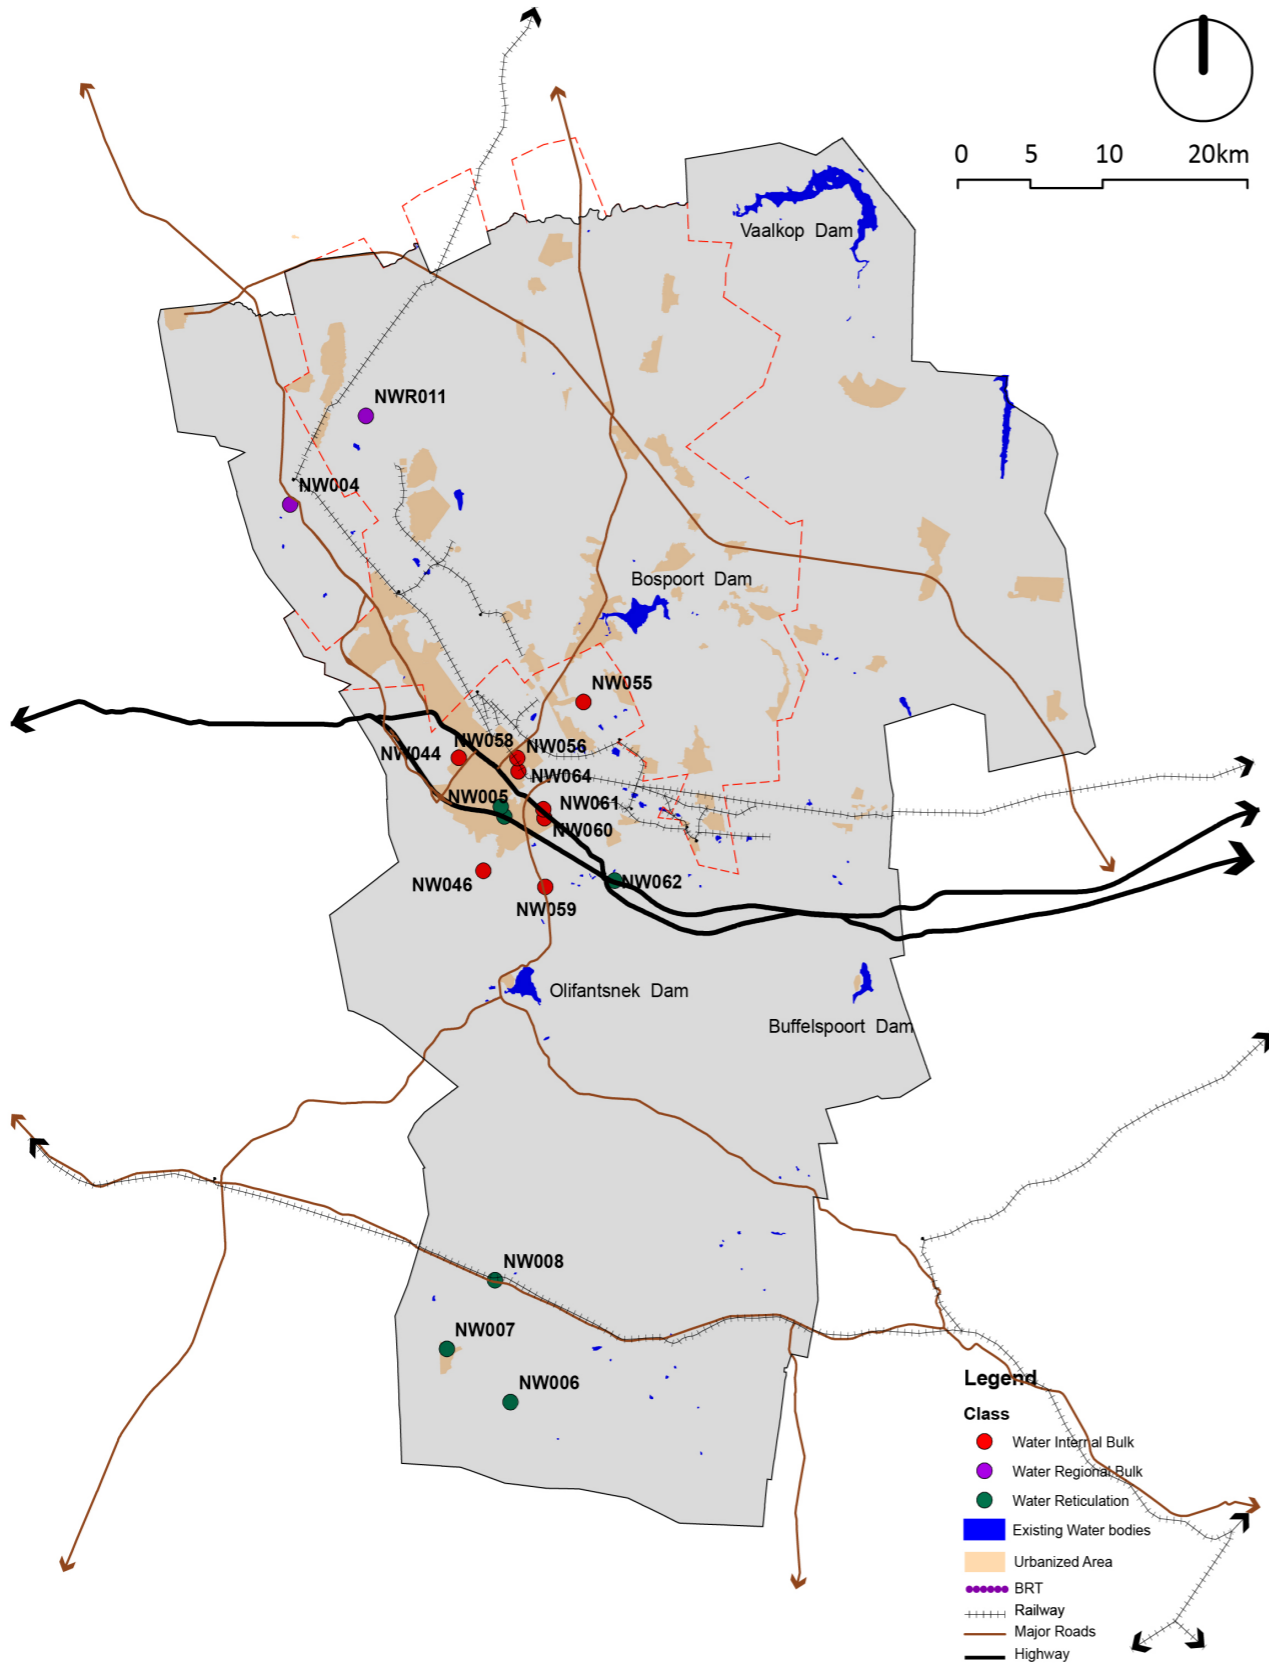 0 5 10 20km
Vaalkop Dam
NWR011
NW004
Bospoort Dam
NW055
NW044
NW058
NW056
NW064
NW005
NW061
NW060
NW046
NW062
NW059
Olifantsnek Dam
Buffelspoort Dam
NW008
NW007
NW006
Legend
Class
Water Internal Bulk
Water Regional Bulk
Water Reticulation
Existing Water bodies
Urbanized Area
BRT
Railway
Major Roads
Highway